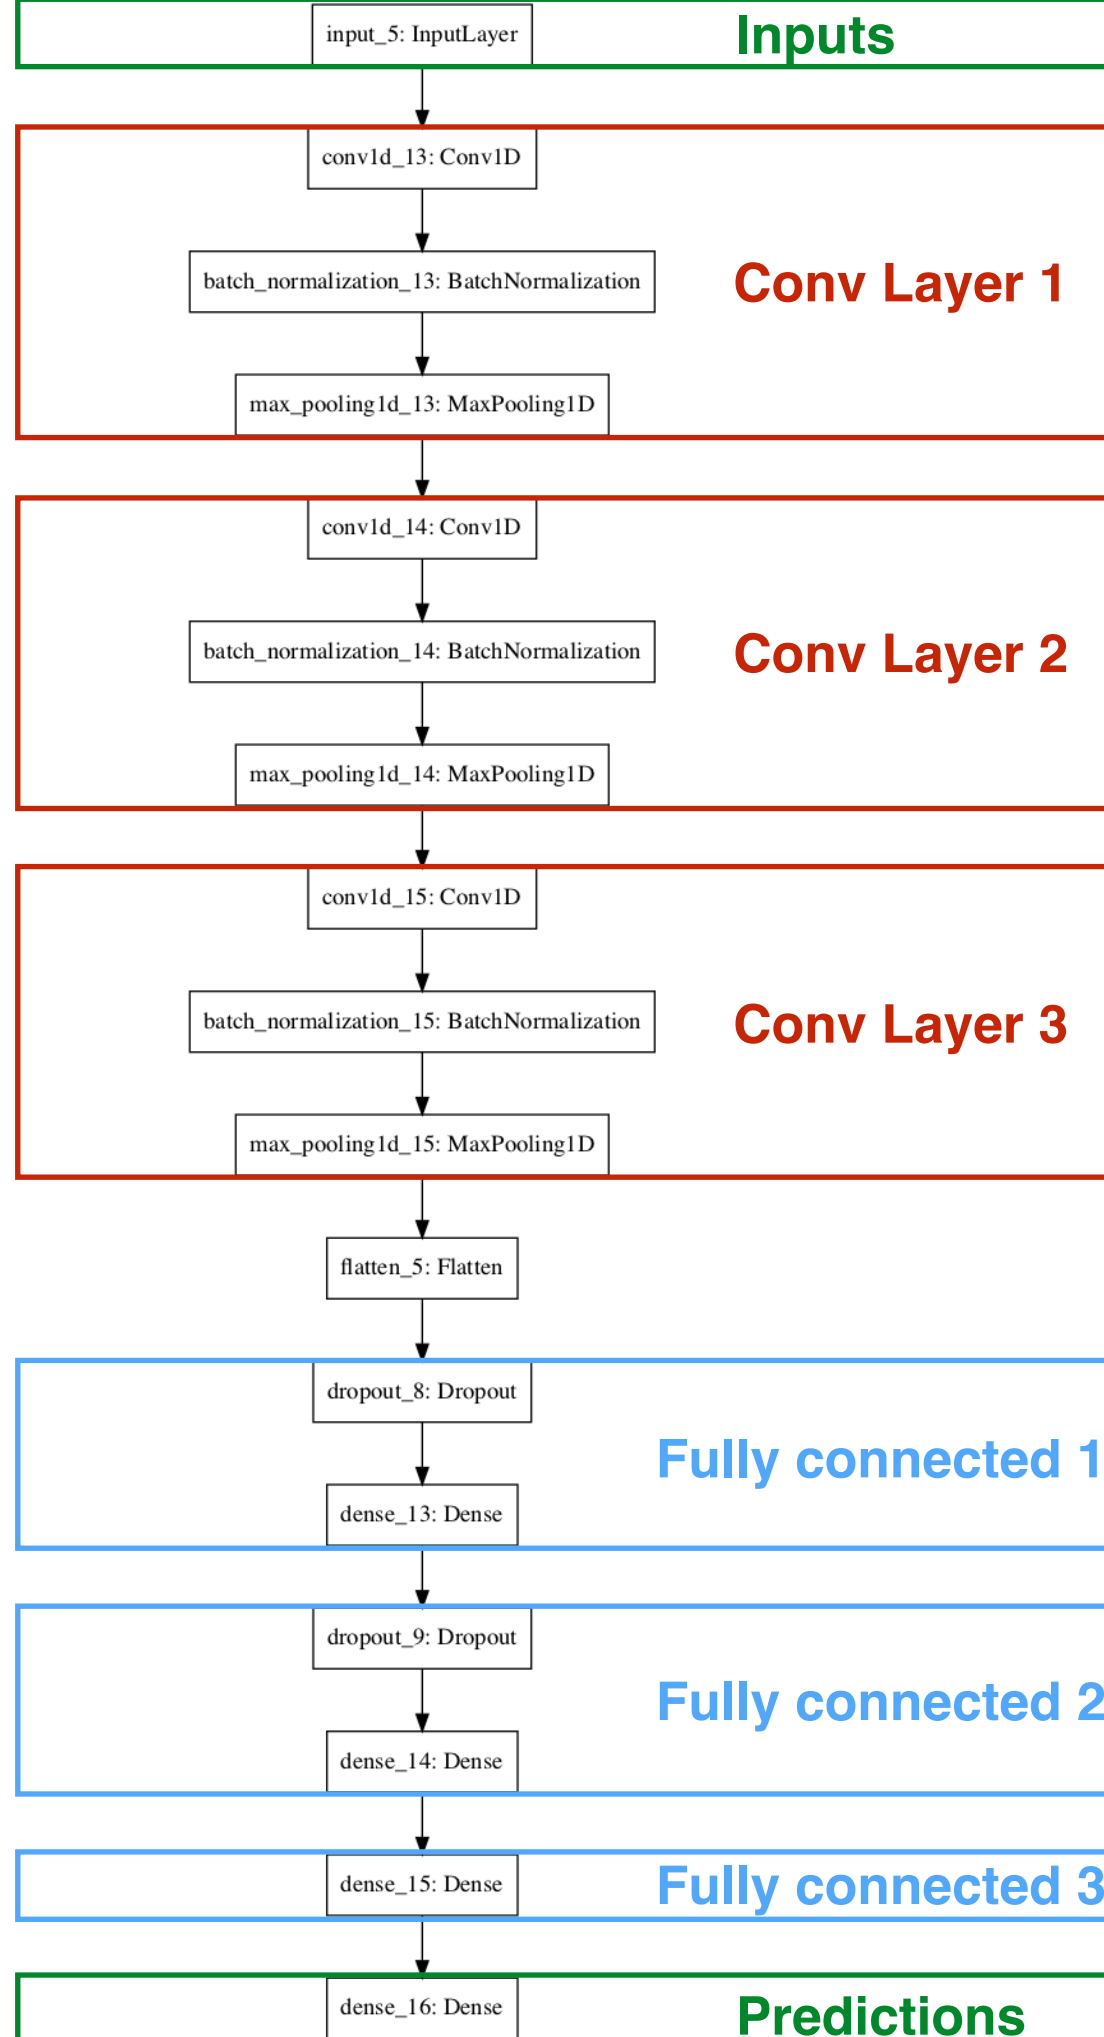 input_5: InputLayer
Inputs
conv1d_13: Conv1D
batch_normalization_13: BatchNormalization
Conv Layer 1
max_pooling1d_13: MaxPooling1D
conv1d_14: Conv1D
batch_normalization_14: BatchNormalization
Conv Layer 2
max_pooling1d_14: MaxPooling1D
conv1d_15: Conv1D
batch_normalization_15: BatchNormalization
Conv Layer 3
max_pooling1d_15: MaxPooling1D
flatten_5: Flatten
dropout_8: Dropout
Fully connected 1
dense_13: Dense
dropout_9: Dropout
Fully connected 2
dense_14: Dense
dense_15: Dense
Fully connected 3
dense_16: Dense
Predictions